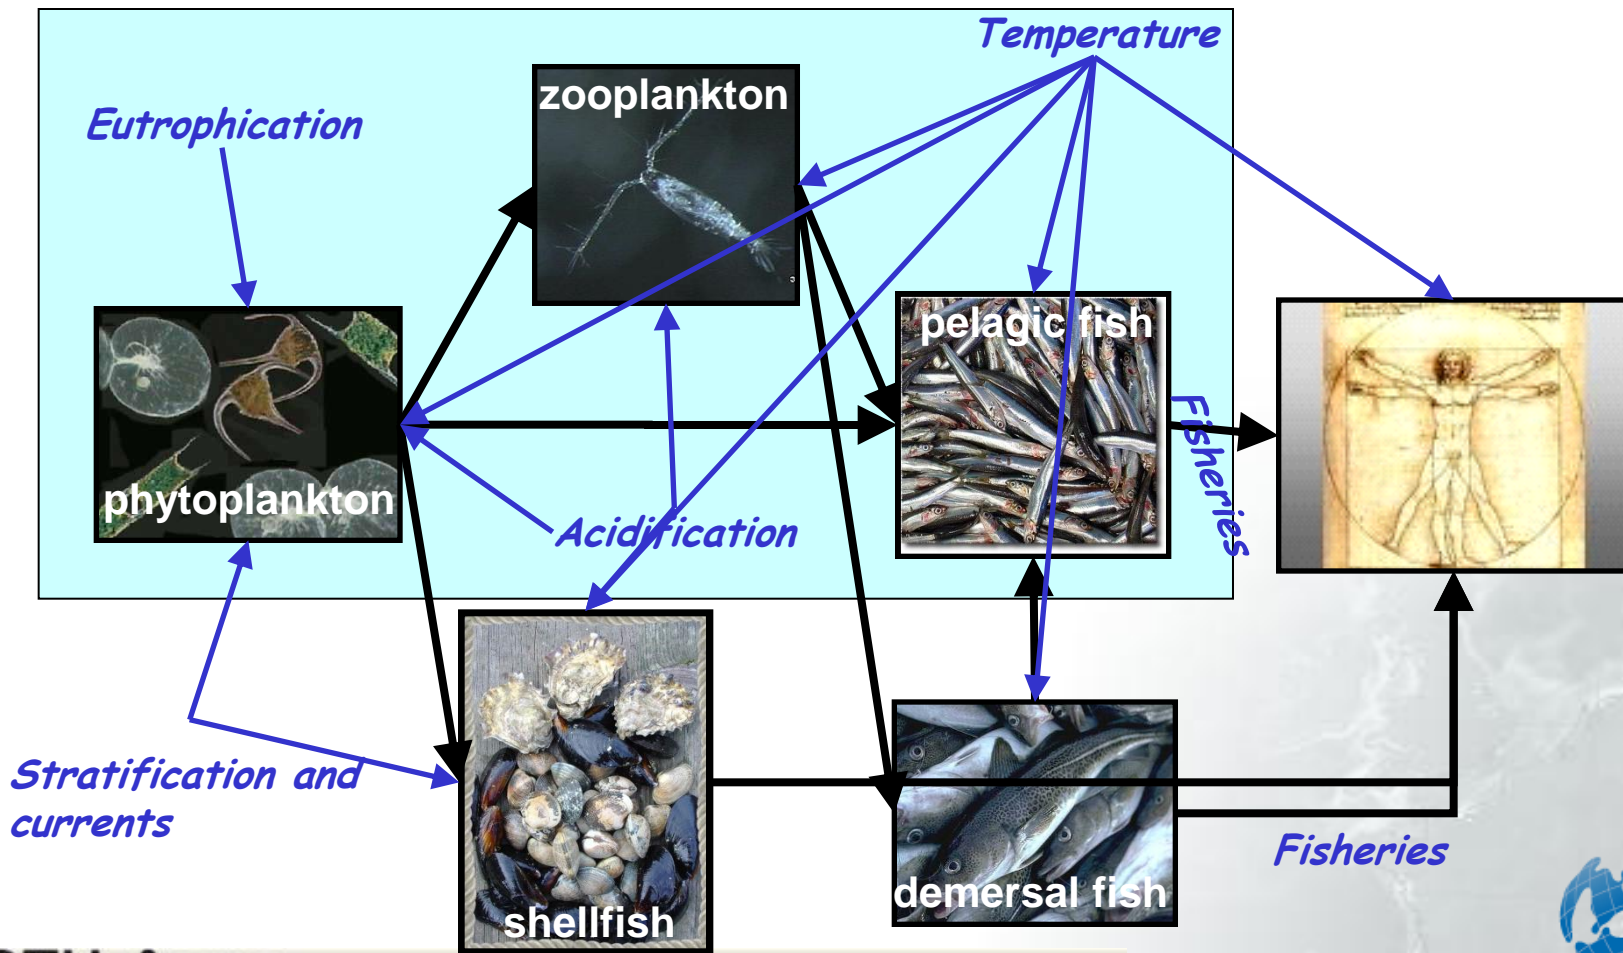 Temperature
zooplankton
Eutrophication
pelagic fish
Fisheries
phytoplankton
Acidification
Stratification and
currents
Fisheries
demersal fish
shellfish